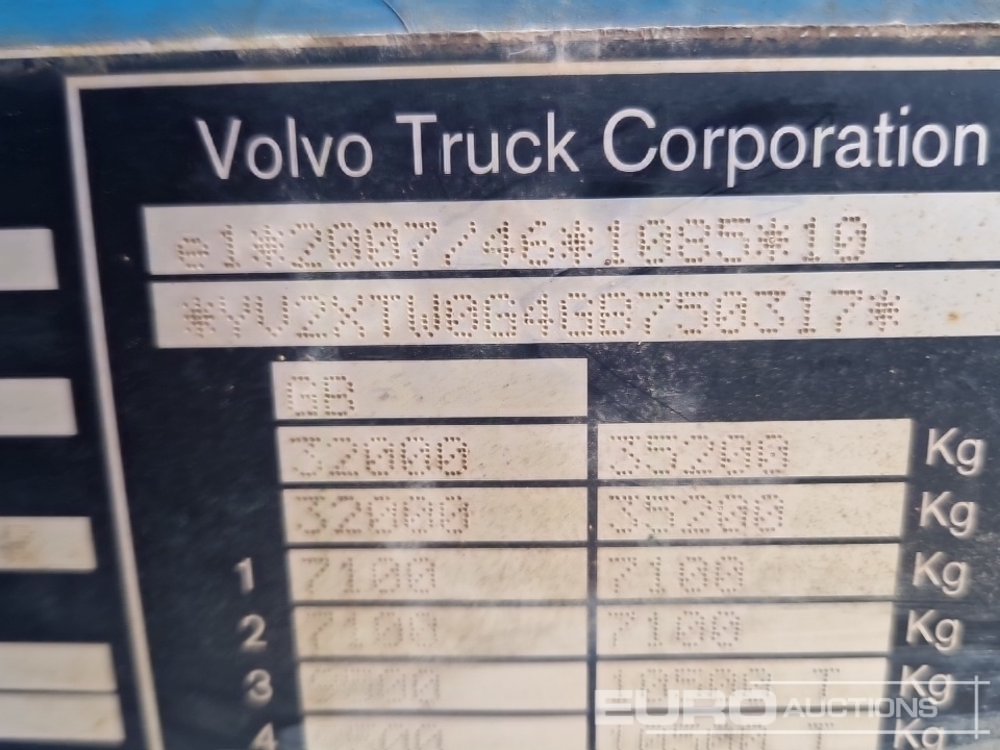 Volvo Truck Corporation
e1*2007/46*1085*10
*YV2XTW0G4GB750317*
GB
32000 35200 Kg
32000 35200 Kg
1 7100 7100 Kg
2 7100 7100 Kg
3 10500 T Kg
4 Kg
EURO AUCTIONS